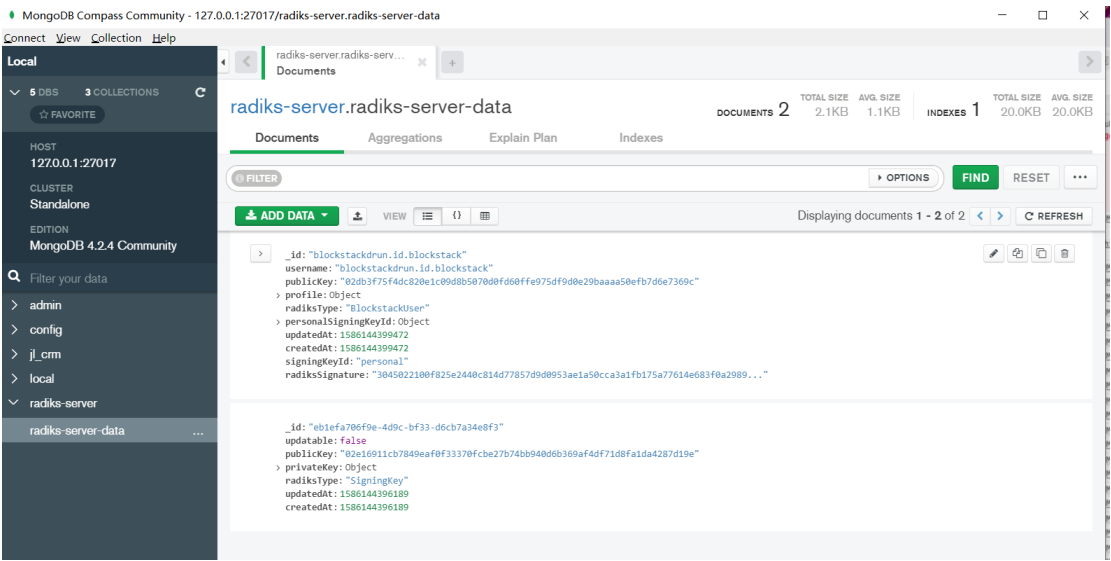 MongoDB Compass Community - 127.0.0.1:27017/radiks-server.radiks-server-data
Connect View Collection Help
Local
5 DBS 3 COLLECTIONS
FAVORITE
HOST
127.0.0.1:27017
CLUSTER
Standalone
EDITION
MongoDB 4.2.4 Community
Filter your data
admin
config
jl_crm
local
radiks-server
radiks-server-data ...
radiks-server.radiks-serv...
Documents
radiks-server.radiks-server-data
DOCUMENTS 2 TOTAL SIZE 2.1KB AVG. SIZE 1.1KB INDEXES 1 TOTAL SIZE 20.0KB AVG. SIZE 20.0KB
Documents Aggregations Explain Plan Indexes
FILTER OPTIONS FIND RESET ...
ADD DATA VIEW {} Displaying documents 1 - 2 of 2 REFRESH
_id: "blockstackdrun.id.blockstack"
username: "blockstackdrun.id.blockstack"
publicKey: "02db3f75f4dc820e1c09d8b5070d0fd60ffe975df9d0e29baaaa50efb7d6e7369c"
profile: Object
radiksType: "BlockstackUser"
personalSigningKeyId: Object
updatedAt: 1586144399472
createdAt: 1586144399472
signingKeyId: "personal"
radiksSignature: "3045022100f825e2440c814d77857d9d0953ae1a50cca3a1fb175a77614e683f0a2989..."
_id: "eb1efa706f9e-4d9c-bf33-d6cb7a34e8f3"
updatable: false
publicKey: "02e16911cb7849eaf0f33370fcbe27b74bb940d6b369af4df71d8fa1da4287d19e"
privateKey: Object
radiksType: "SigningKey"
updatedAt: 1586144396189
createdAt: 1586144396189